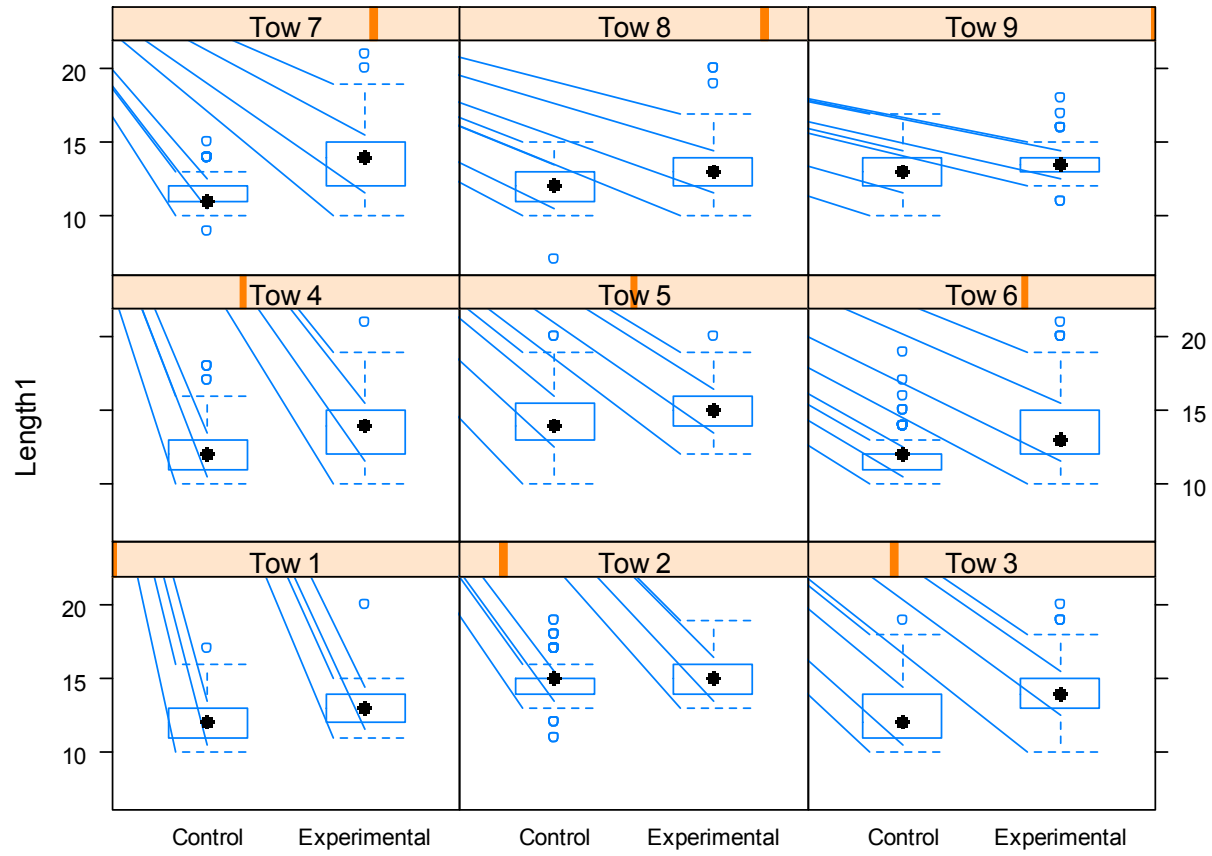 Tow 7 Tow 8 Tow 9
20
15
10
Tow 4 Tow 5 Tow 6
20
15
10
Length1
Tow 1 Tow 2 Tow 3
20
15
10
Control Experimental Control Experimental Control Experimental